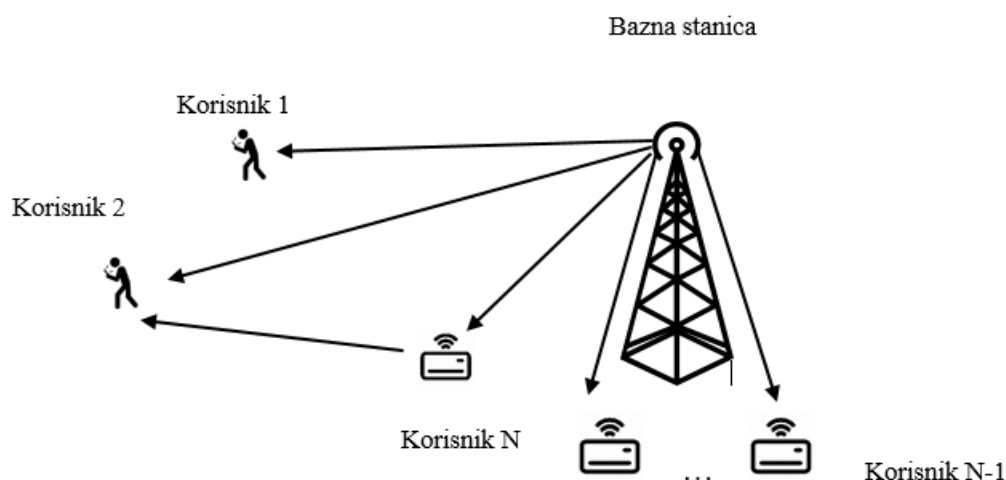 Bazna stanica
Korisnik 1
Korisnik 2
Korisnik N
...
Korisnik N-1